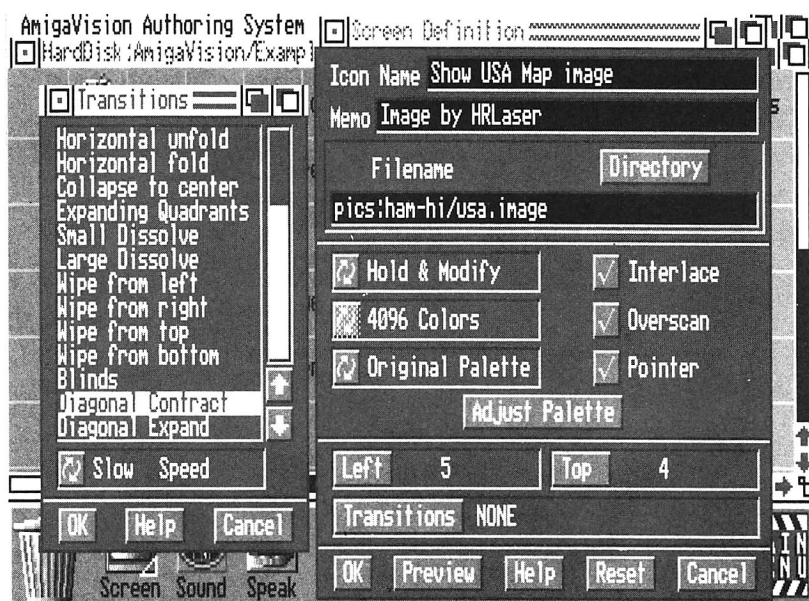 AmigaVision Authoring System
HardDisk:AmigaVision/Exampl
Transitions
Horizontal unfold
Horizontal fold
Collapse to center
Expanding Quadrants
Small Dissolve
Large Dissolve
Wipe from left
Wipe from right
Wipe from top
Wipe from bottom
Blinds
Diagonal Contract
Diagonal Expand
Slow Speed
OK Help Cancel
Screen Sound Speak
Screen Definition
Icon Name Show USA Map image
Memo Image by HRLaser
Filename Directory
pics:ham-hi/usa.image
Hold & Modify Interlace
4096 Colors Overscan
Original Palette Pointer
Adjust Palette
Left 5 Top 4
Transitions NONE
OK Preview Help Reset Cancel